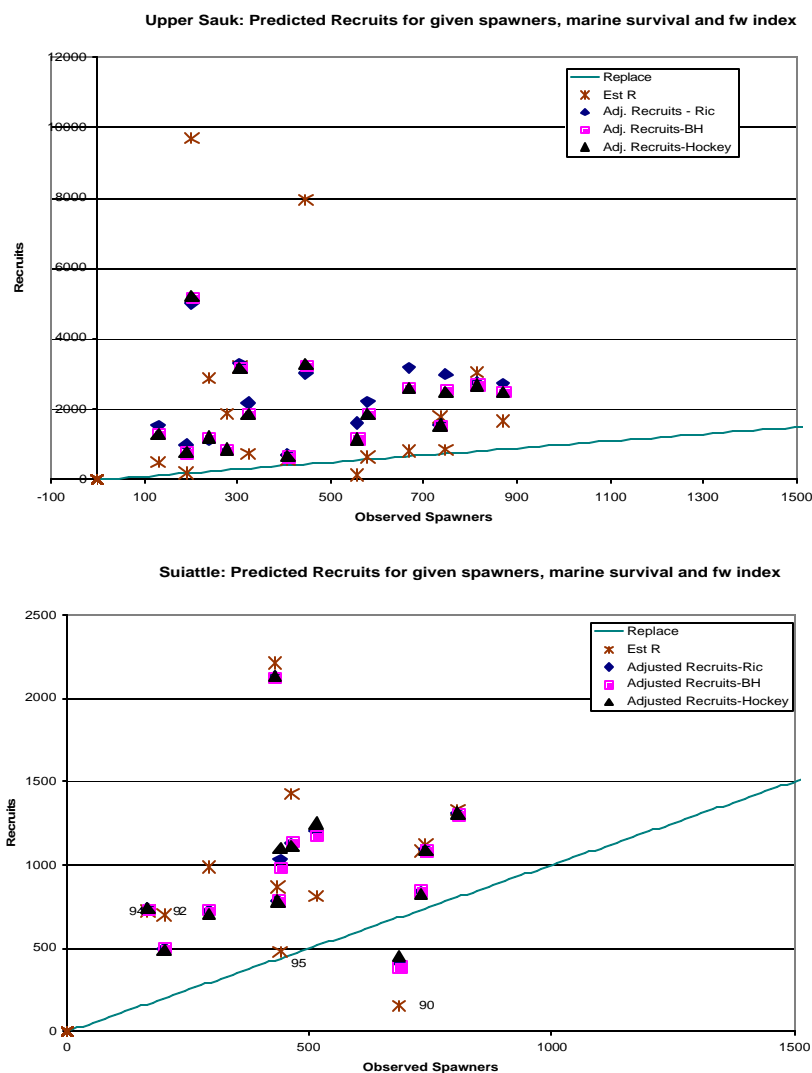 Upper Sauk: Predicted Recruits for given spawners, marine survival and fw index
12000
10000
8000
6000
4000
2000
0
Recruits
Replace
Est R
Adj. Recruits - Ric
Adj. Recruits-BH
Adj. Recruits-Hockey
-100 100 300 500 700 900 1100 1300 1500
Observed Spawners
Suiattle: Predicted Recruits for given spawners, marine survival and fw index
2500
2000
1500
1000
500
0
Recruits
Replace
Est R
Adjusted Recruits-Ric
Adjusted Recruits-BH
Adjusted Recruits-Hockey
94 92
95
90
0 500 1000 1500
Observed Spawners